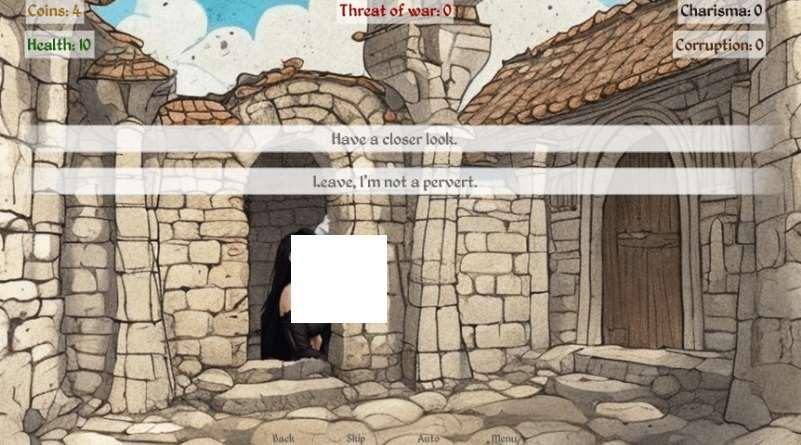 Coins: 4
Threat of war: 0
Charisma: 0
Health: 10
Corruption: 0
Have a closer look.
Leave, I'm not a pervert.
Back Skip Auto Menu